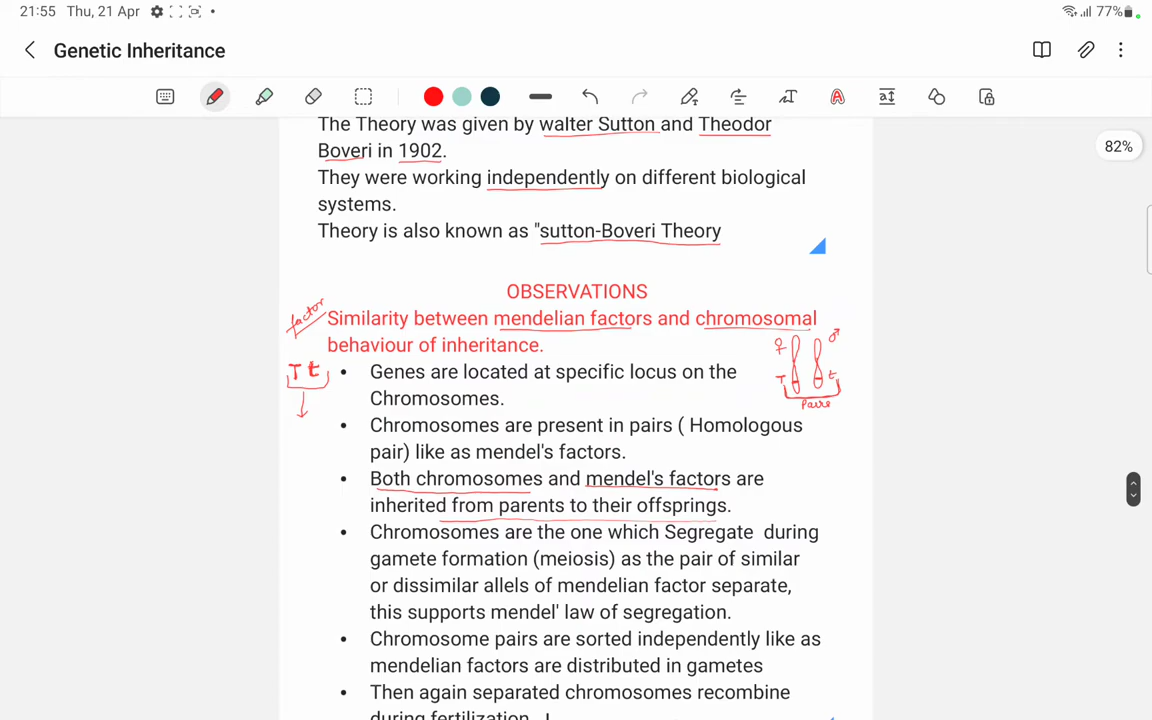 21:55 Thu, 21 Apr
77%
Genetic Inheritance
82%
The Theory was given by walter Sutton and Theodor
Boveri in 1902.
They were working independently on different biological
systems.
Theory is also known as "sutton-Boveri Theory
OBSERVATIONS
factor
Similarity between mendelian factors and chromosomal
behaviour of inheritance.
♀ ♂
T t
• Genes are located at specific locus on the
Chromosomes.
T t
Pairs
• Chromosomes are present in pairs ( Homologous
pair) like as mendel's factors.
• Both chromosomes and mendel's factors are
inherited from parents to their offsprings.
• Chromosomes are the one which Segregate during
gamete formation (meiosis) as the pair of similar
or dissimilar allels of mendelian factor separate,
this supports mendel' law of segregation.
• Chromosome pairs are sorted independently like as
mendelian factors are distributed in gametes
• Then again separated chromosomes recombine
during fertilization